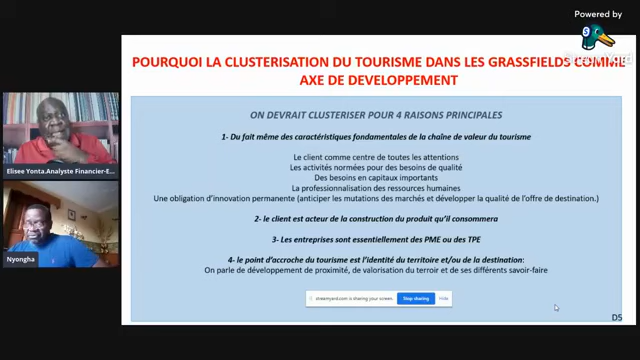 Powered by
POURQUOI LA CLUSTERISATION DU TOURISME DANS LES GRASSFIELDS COMME
AXE DE DEVELOPPEMENT
ON DEVRAIT CLUSTERISER POUR 4 RAISONS PRINCIPALES
1- Du fait même des caractéristiques fondamentales de la chaîne de valeur du tourisme
Le client comme centre de toutes les attentions
Les activités normées pour des besoins de qualité
Des besoins en capitaux importants
La professionalisation des ressources humaines
Une obligation d'innovation permanente (anticiper les mutations des marchés et développer la qualité de l'offre de destination.)
2- le client est acteur de la construction du produit qu'il consommera
3- Les entreprises sont essentiellement des PME ou des TPE
4- le point d'accroche du tourisme est l'identité du territoire et/ou de la destination:
On parle de développement de proximité, de valorisation du terroir et de ses différents savoir-faire
streamyard.com is sharing your screen.
Stop sharing
Hide
D5
Elisee Yonta.Analyste Financier-E...
Nyongha